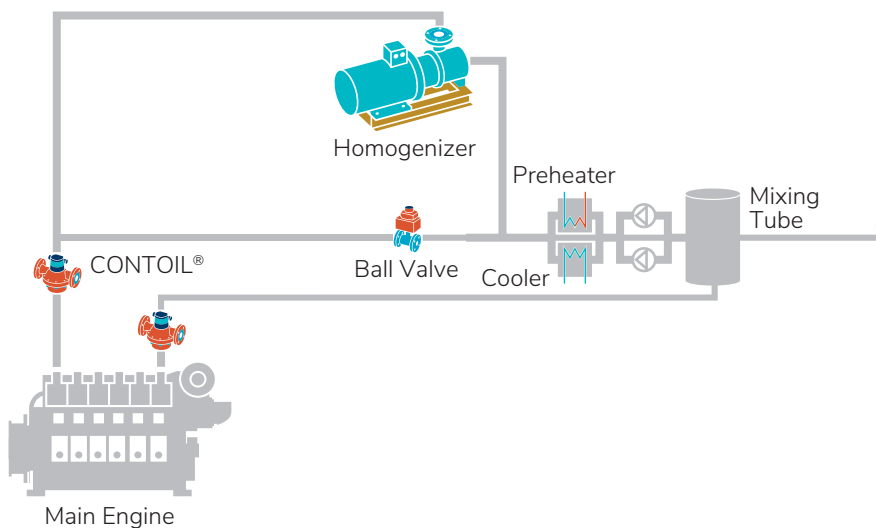 Homogenizer
Preheater
Mixing
Tube
CONTOIL®
Ball Valve
Cooler
Main Engine